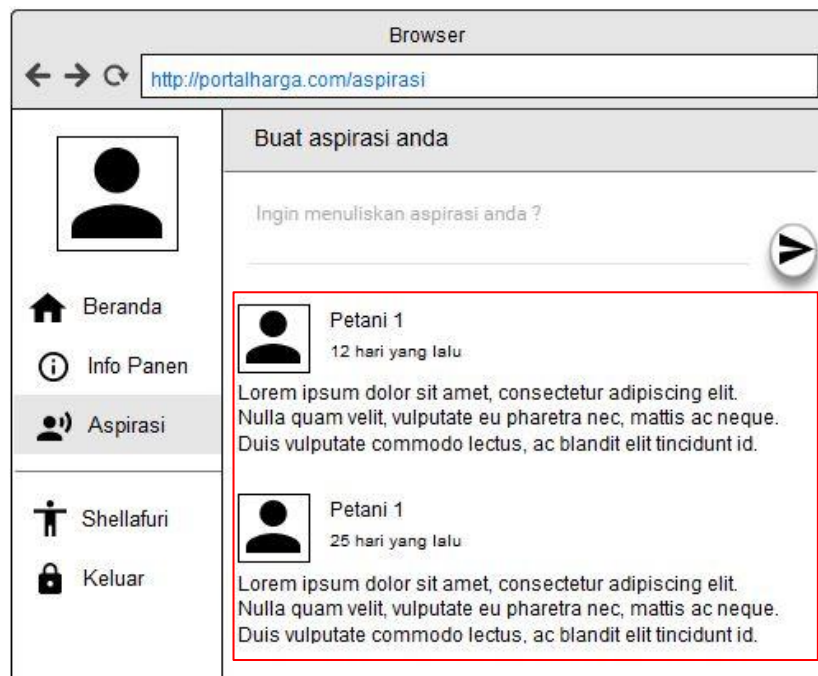 Browser
http://portalharga.com/aspirasi
Buat aspirasi anda
Ingin menuliskan aspirasi anda ?
Beranda
Info Panen
Aspirasi
Shellafuri
Keluar
Petani 1
12 hari yang lalu
Lorem ipsum dolor sit amet, consectetur adipiscing elit.
Nulla quam velit, vulputate eu pharetra nec, mattis ac neque.
Duis vulputate commodo lectus, ac blandit elit tincidunt id.
Petani 1
25 hari yang lalu
Lorem ipsum dolor sit amet, consectetur adipiscing elit.
Nulla quam velit, vulputate eu pharetra nec, mattis ac neque.
Duis vulputate commodo lectus, ac blandit elit tincidunt id.